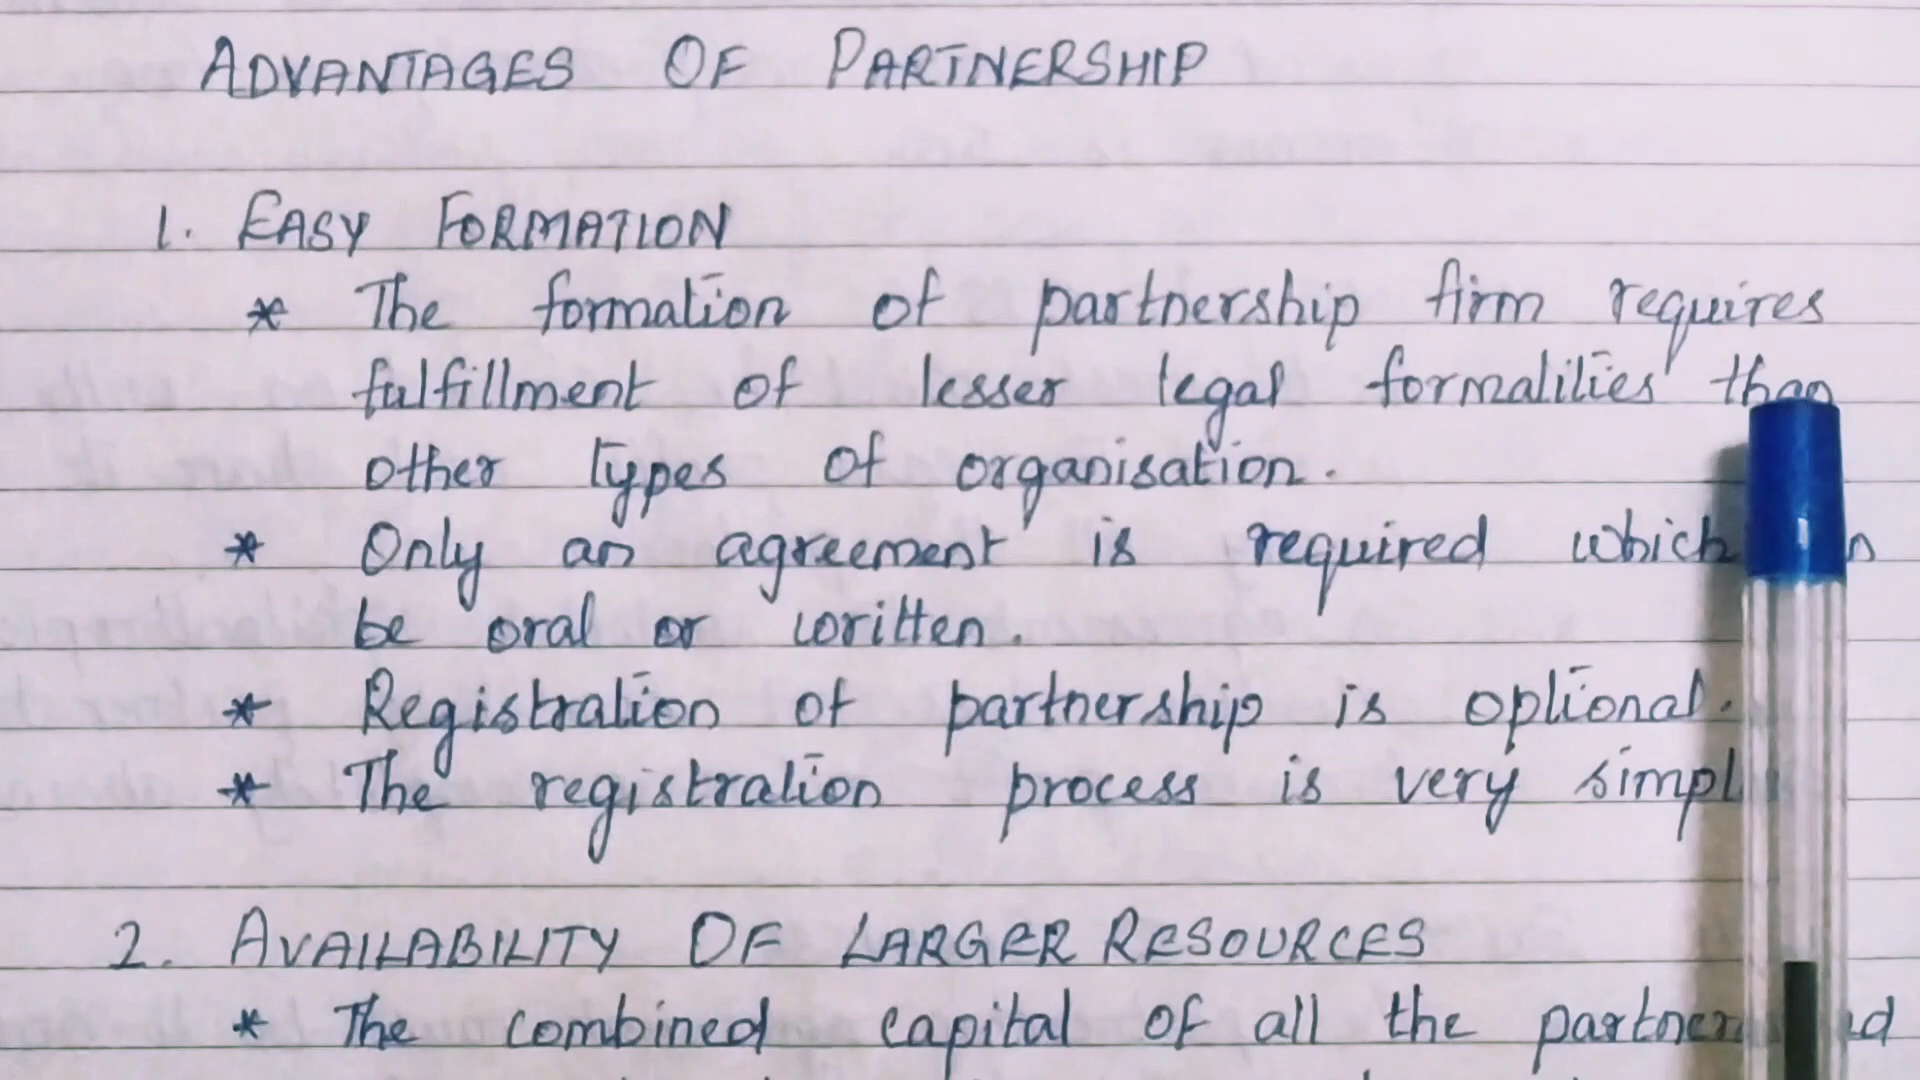 ADVANTAGES OF PARTNERSHIP
1. EASY FORMATION
* The formation of partnership firm requires
fulfillment of lesser legal formalities than
other types of organisation.
* Only an agreement is required which
be oral or written.
* Registration of partnership is optional.
* The registration process is very
2. AVAILABILITY OF LARGER RESOURCES
* The combined capital of all the